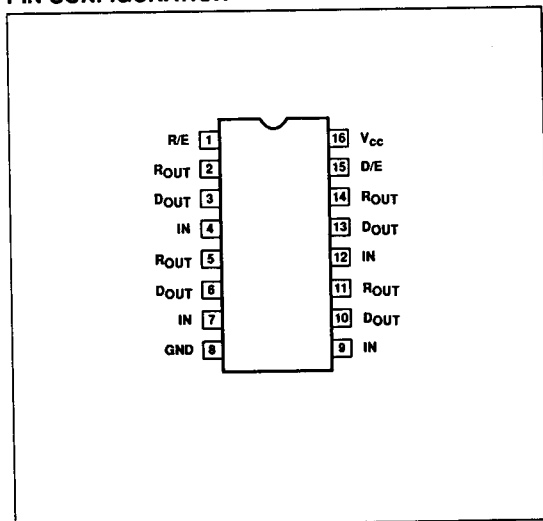 R/E 1 16 Vcc
ROUT 2 15 D/E
DOUT 3 14 ROUT
IN 4 13 DOUT
ROUT 5 12 IN
DOUT 6 11 ROUT
IN 7 10 DOUT
GND 8 9 IN